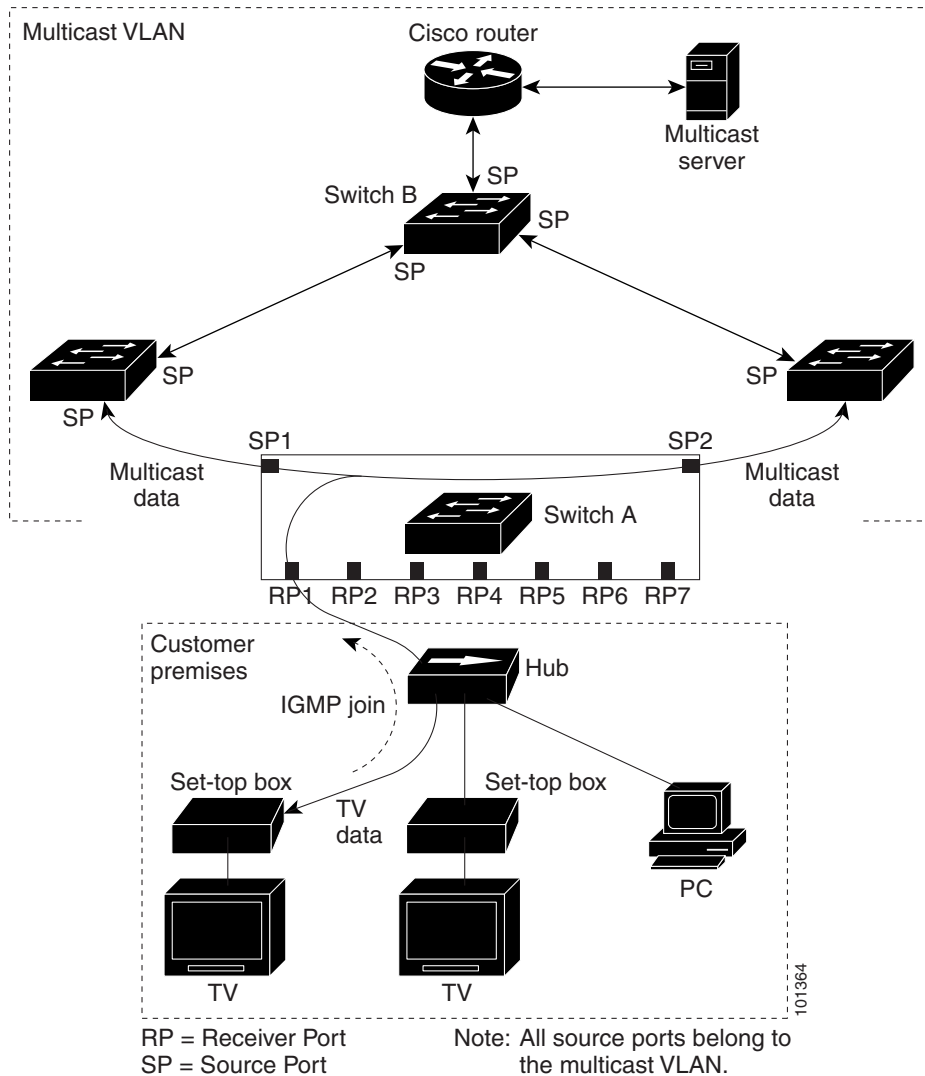 Multicast VLAN
Cisco router
Multicast
server
SP
Switch B
SP
SP
SP
SP
SP
SP1
SP2
Multicast
data
Multicast
data
Switch A
RP1 RP2 RP3 RP4 RP5 RP6 RP7
Customer
premises
Hub
IGMP join
Set-top box
TV
data
Set-top box
PC
TV
TV
101364
RP = Receiver Port
SP = Source Port
Note: All source ports belong to
the multicast VLAN.